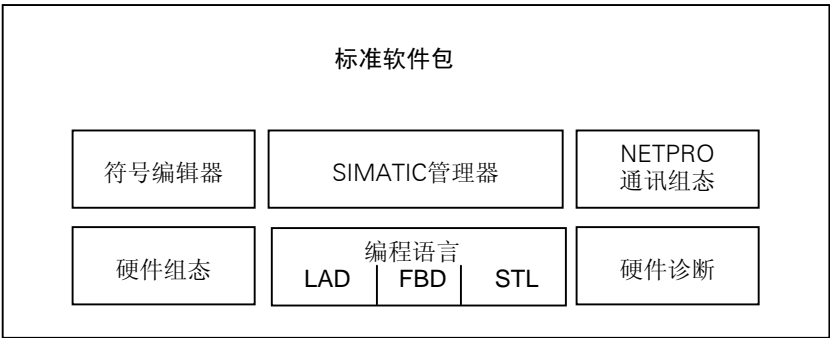 标准软件包
符号编辑器
SIMATIC管理器
NETPRO
通讯组态
硬件组态
编程语言
LAD FBD STL
硬件诊断